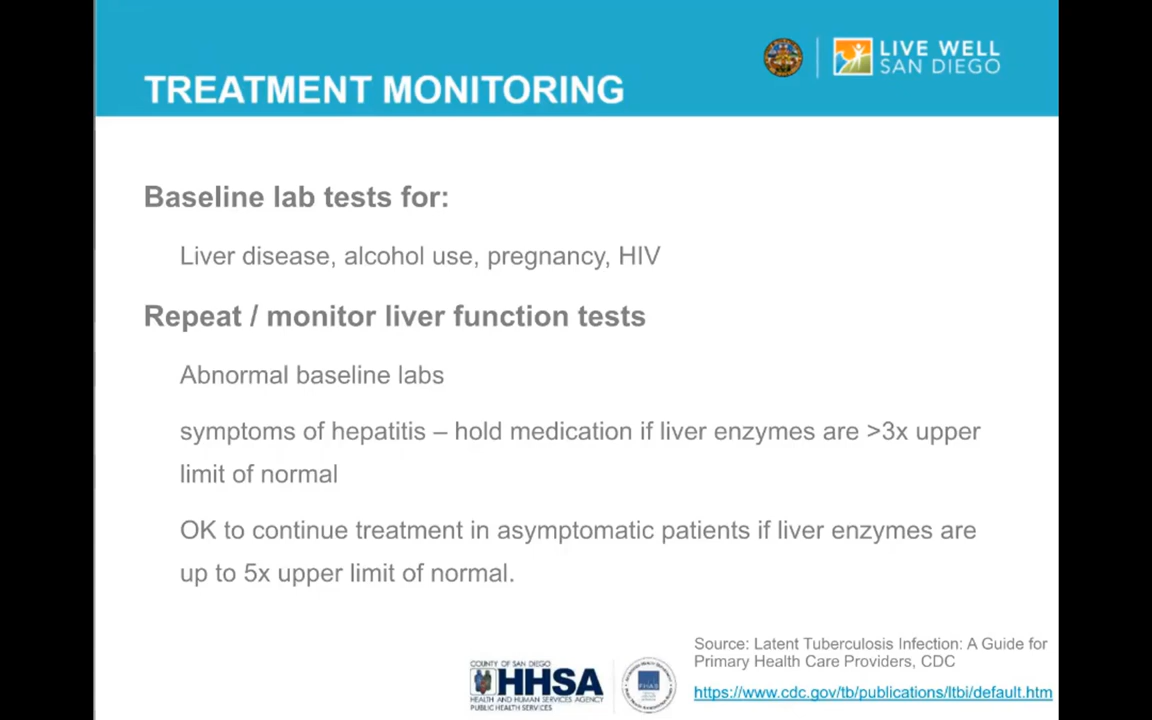 LIVE WELL
SAN DIEGO
TREATMENT MONITORING
Baseline lab tests for:
Liver disease, alcohol use, pregnancy, HIV
Repeat / monitor liver function tests
Abnormal baseline labs
symptoms of hepatitis – hold medication if liver enzymes are >3x upper
limit of normal
OK to continue treatment in asymptomatic patients if liver enzymes are
up to 5x upper limit of normal.
Source: Latent Tuberculosis Infection: A Guide for
Primary Health Care Providers, CDC
https://www.cdc.gov/tb/publications/ltbi/default.htm
COUNTY OF SAN DIEGO
HHSA
HEALTH AND HUMAN SERVICES AGENCY
PUBLIC HEALTH SERVICES
PHAB